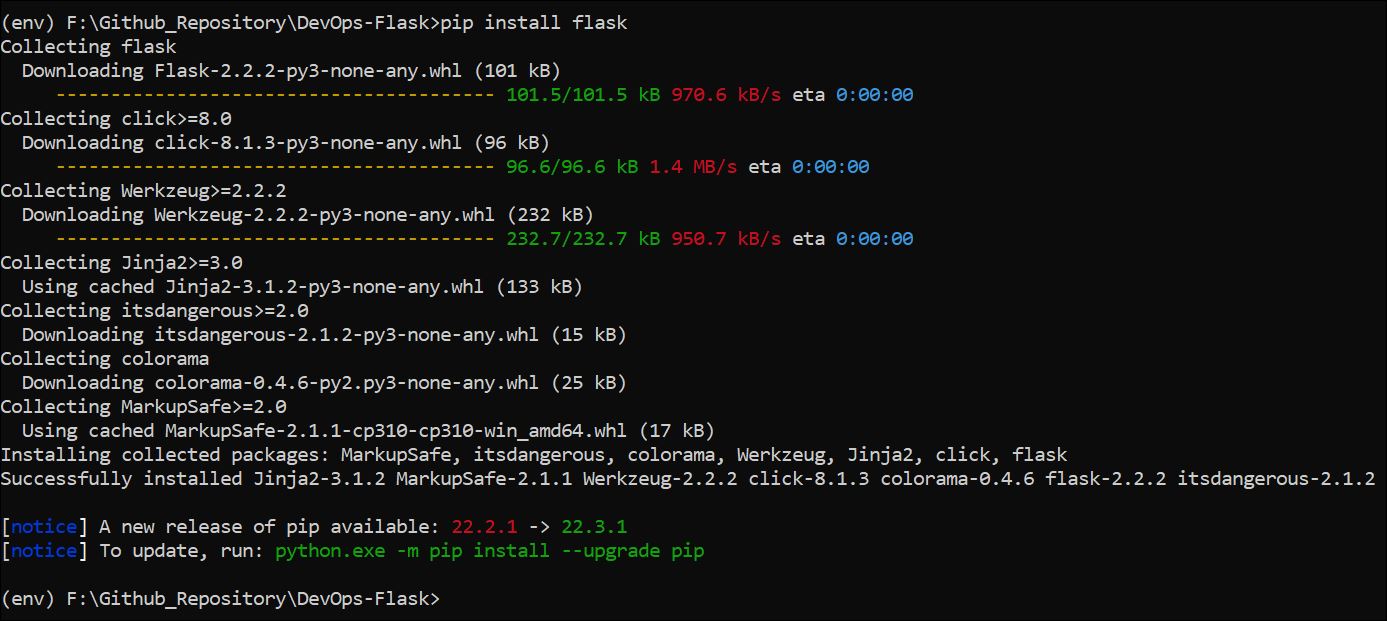 (env) F:\Github_Repository\DevOps-Flask>pip install flask
Collecting flask
  Downloading Flask-2.2.2-py3-none-any.whl (101 kB)
     ---------------------------------------- 101.5/101.5 kB 970.6 kB/s eta 0:00:00
Collecting click>=8.0
  Downloading click-8.1.3-py3-none-any.whl (96 kB)
     ---------------------------------------- 96.6/96.6 kB 1.4 MB/s eta 0:00:00
Collecting Werkzeug>=2.2.2
  Downloading Werkzeug-2.2.2-py3-none-any.whl (232 kB)
     ---------------------------------------- 232.7/232.7 kB 950.7 kB/s eta 0:00:00
Collecting Jinja2>=3.0
  Using cached Jinja2-3.1.2-py3-none-any.whl (133 kB)
Collecting itsdangerous>=2.0
  Downloading itsdangerous-2.1.2-py3-none-any.whl (15 kB)
Collecting colorama
  Downloading colorama-0.4.6-py2.py3-none-any.whl (25 kB)
Collecting MarkupSafe>=2.0
  Using cached MarkupSafe-2.1.1-cp310-cp310-win_amd64.whl (17 kB)
Installing collected packages: MarkupSafe, itsdangerous, colorama, Werkzeug, Jinja2, click, flask
Successfully installed Jinja2-3.1.2 MarkupSafe-2.1.1 Werkzeug-2.2.2 click-8.1.3 colorama-0.4.6 flask-2.2.2 itsdangerous-2.1.2
[notice] A new release of pip available: 22.2.1 -> 22.3.1
[notice] To update, run: python.exe -m pip install --upgrade pip
(env) F:\Github_Repository\DevOps-Flask>